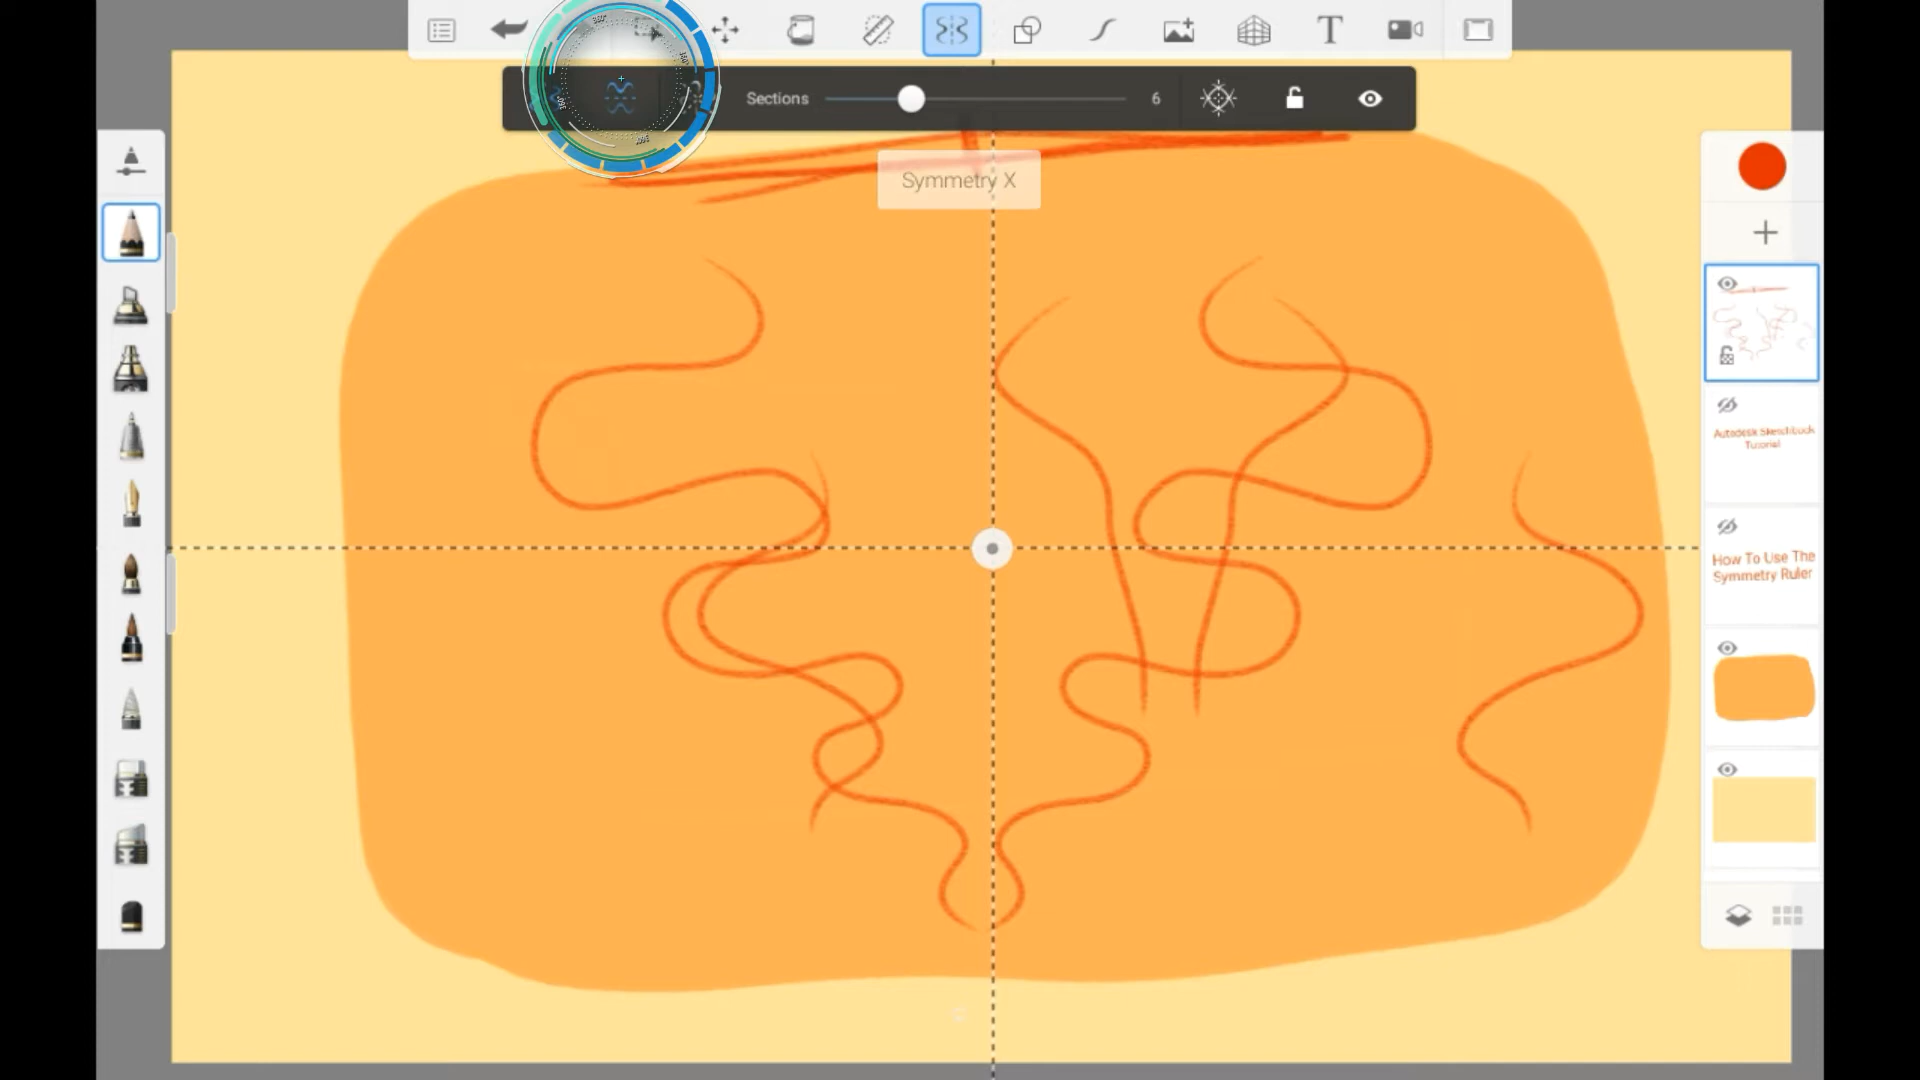 Sections
6
Symmetry X
Autodesk Sketchbook
Tutorial
How To Use The
Symmetry Ruler